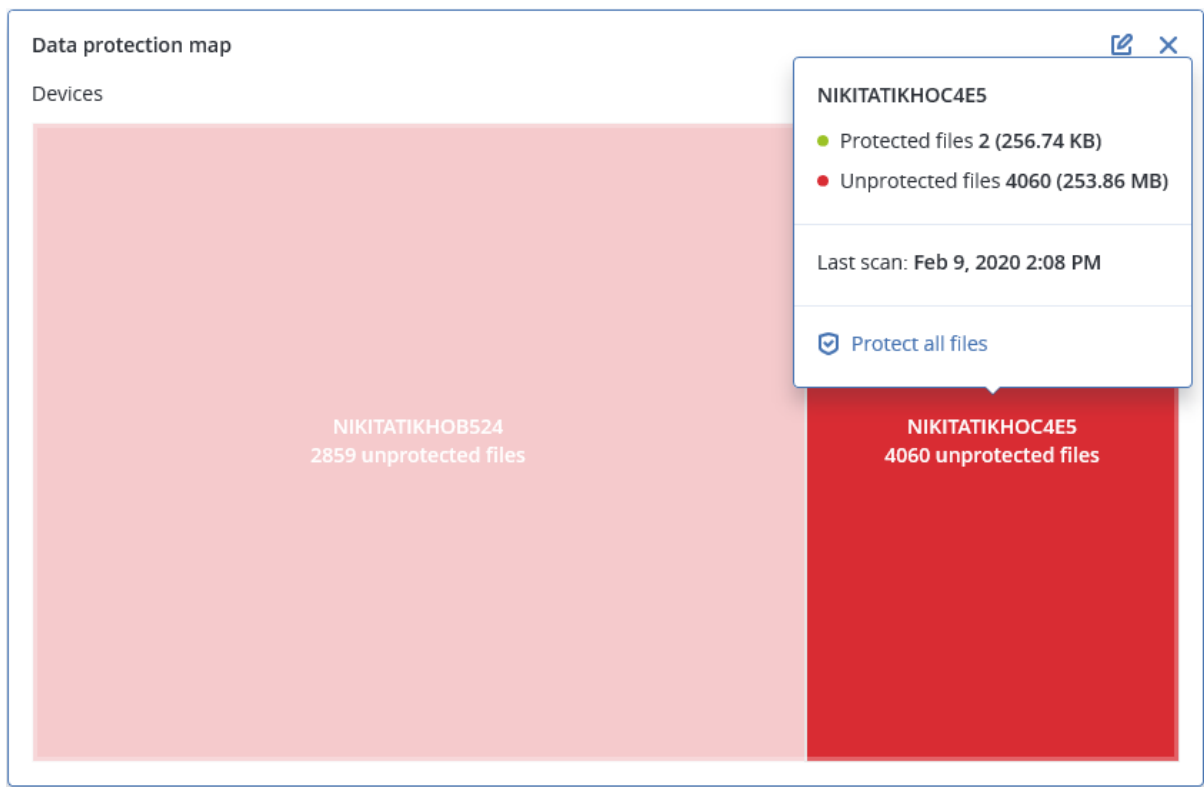 Data protection map
Devices
NIKITATIKHOC4E5
Protected files 2 (256.74 KB)
Unprotected files 4060 (253.86 MB)
Last scan: Feb 9, 2020 2:08 PM
Protect all files
NIKITATIKHOB524
2859 unprotected files
NIKITATIKHOC4E5
4060 unprotected files